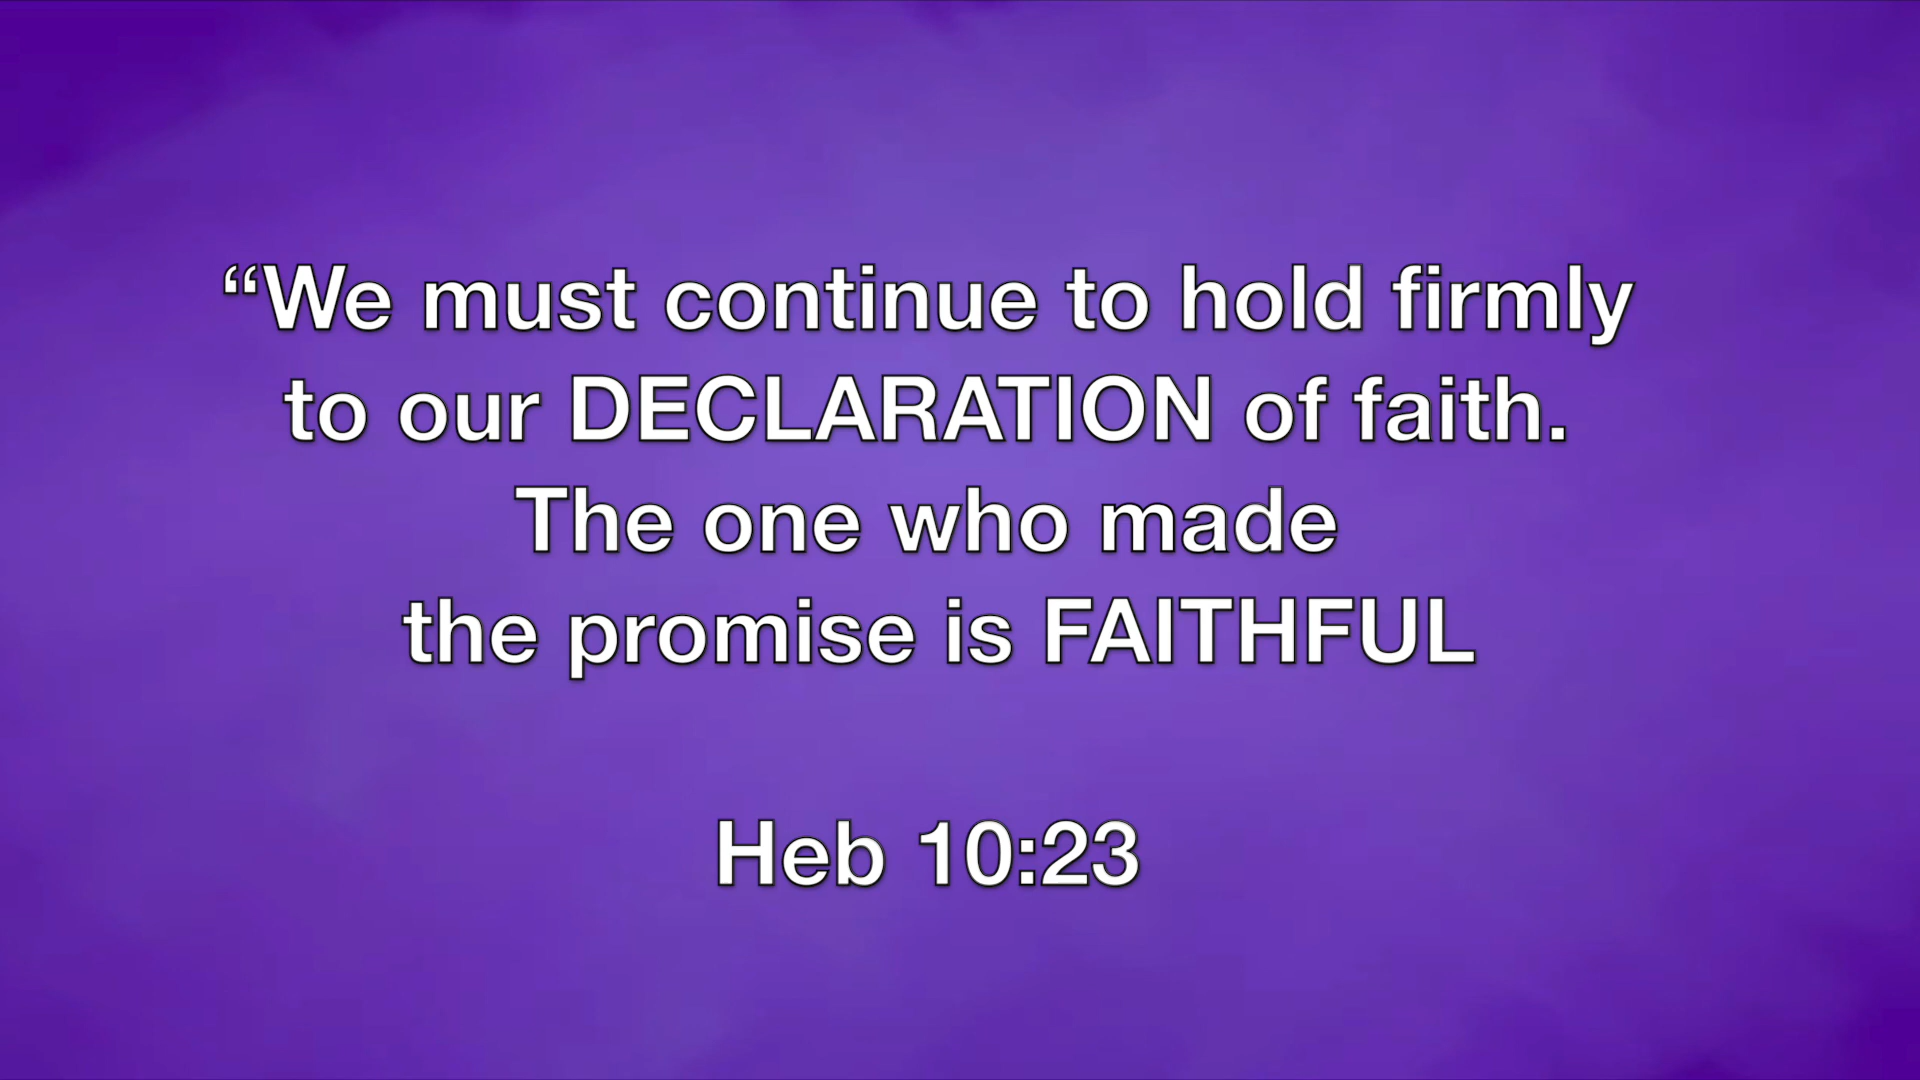 “We must continue to hold firmly
to our DECLARATION of faith.
The one who made
the promise is FAITHFUL
Heb 10:23